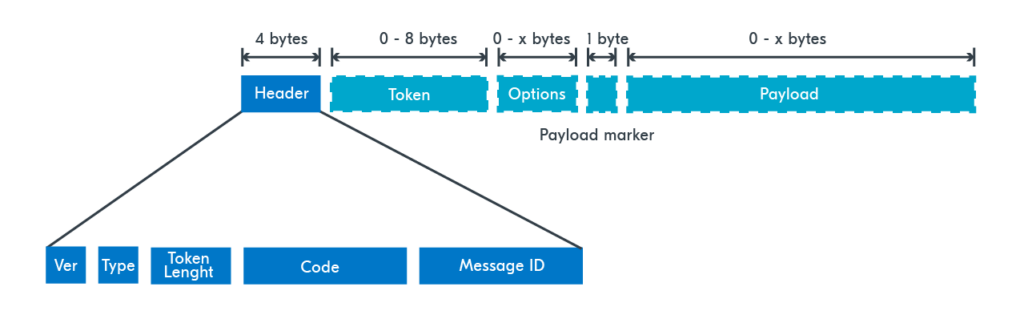 4 bytes
0 - 8 bytes
0 - x bytes
1 byte
0 - x bytes
Header
Token
Options
Payload
Payload marker
Ver
Type
Token
Lenght
Code
Message ID